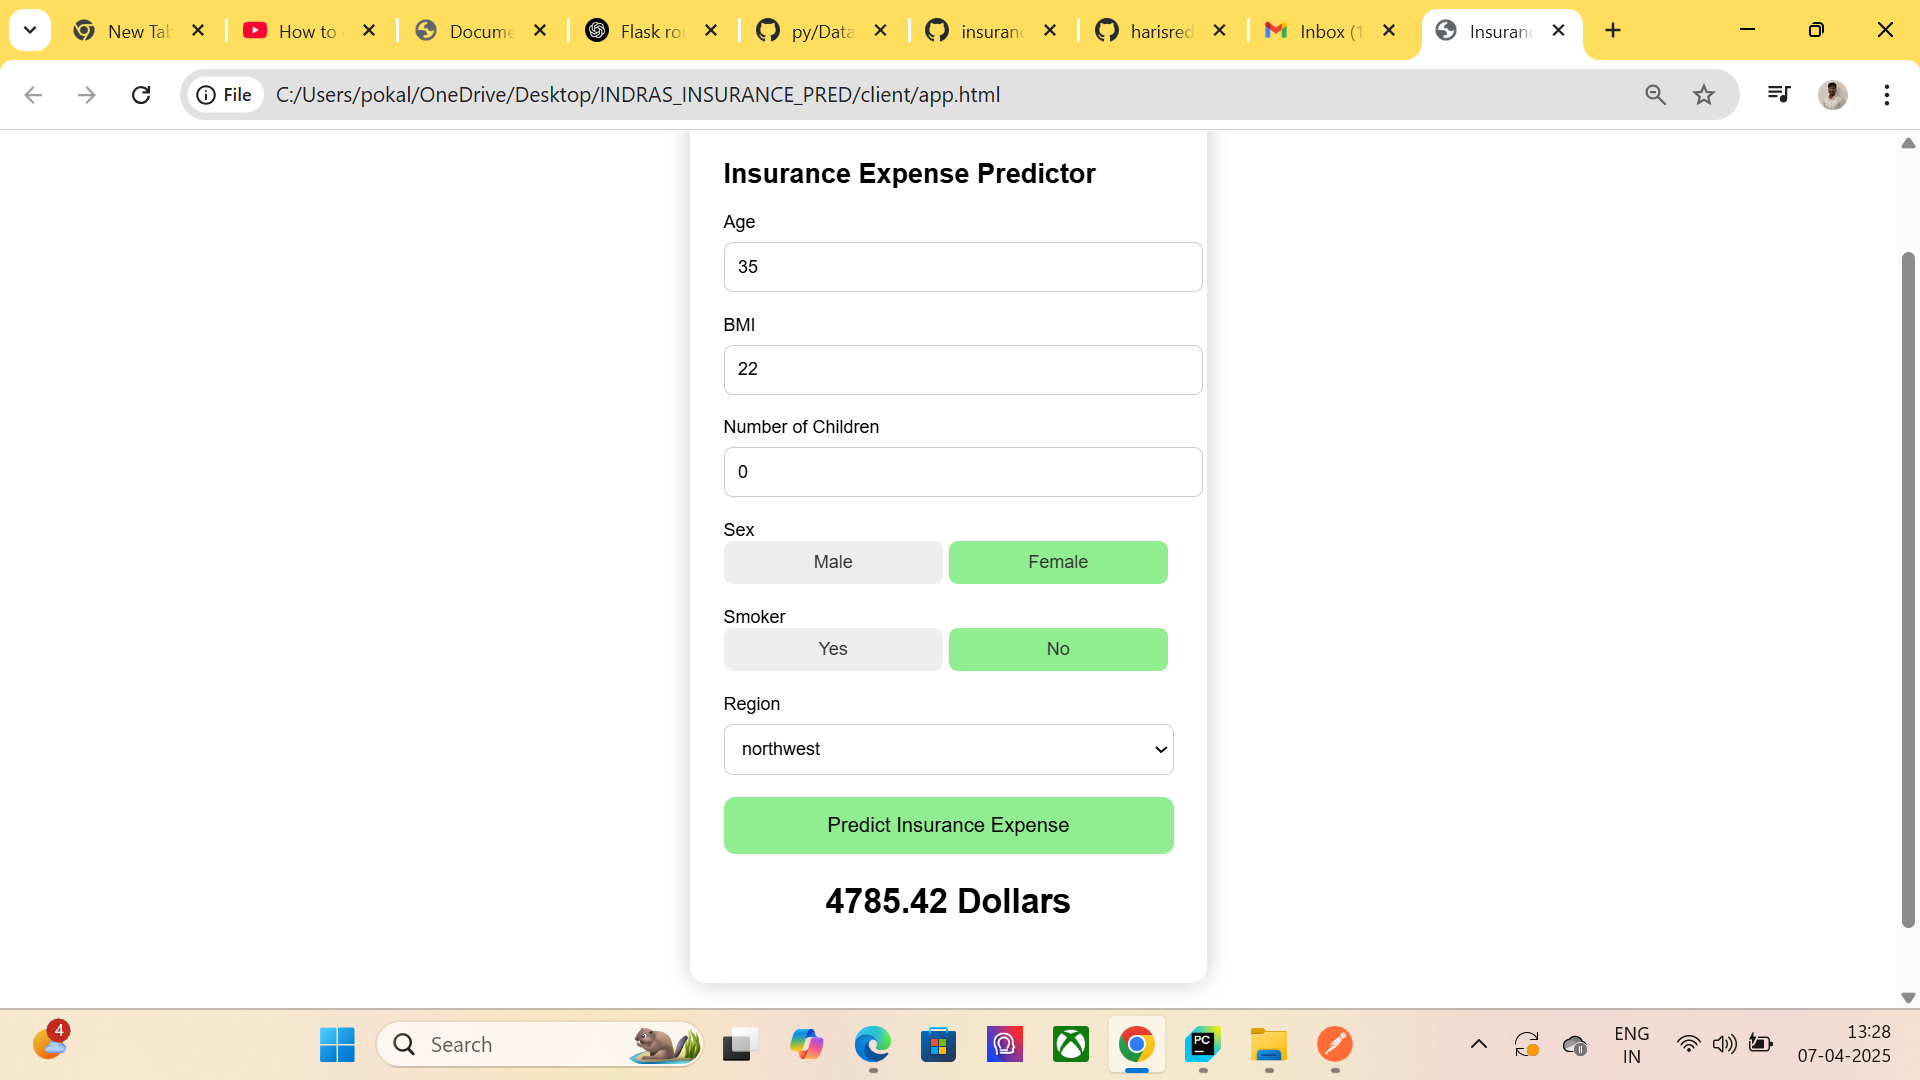 New Tab
How to
Docume
Flask rou
py/Data
insuranc
harisred
Inbox (1
Insuranc
File
C:/Users/pokal/OneDrive/Desktop/INDRAS_INSURANCE_PRED/client/app.html
Insurance Expense Predictor
Age
35
BMI
22
Number of Children
0
Sex
Male Female
Smoker
Yes No
Region
northwest
Predict Insurance Expense
4785.42 Dollars
4
Search
PC
ENG
IN
13:28
07-04-2025